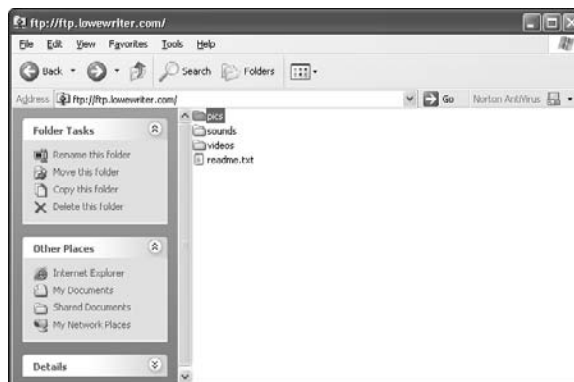 ftp://ftp.lowewriter.com/
File Edit View Favorites Tools Help
Back Search Folders
Address ftp://ftp.lowewriter.com/ Go Norton AntiVirus
Folder Tasks
Rename this folder
Move this folder
Copy this folder
Delete this folder
Other Places
Internet Explorer
My Documents
Shared Documents
My Network Places
Details
pics
sounds
videos
readme.txt